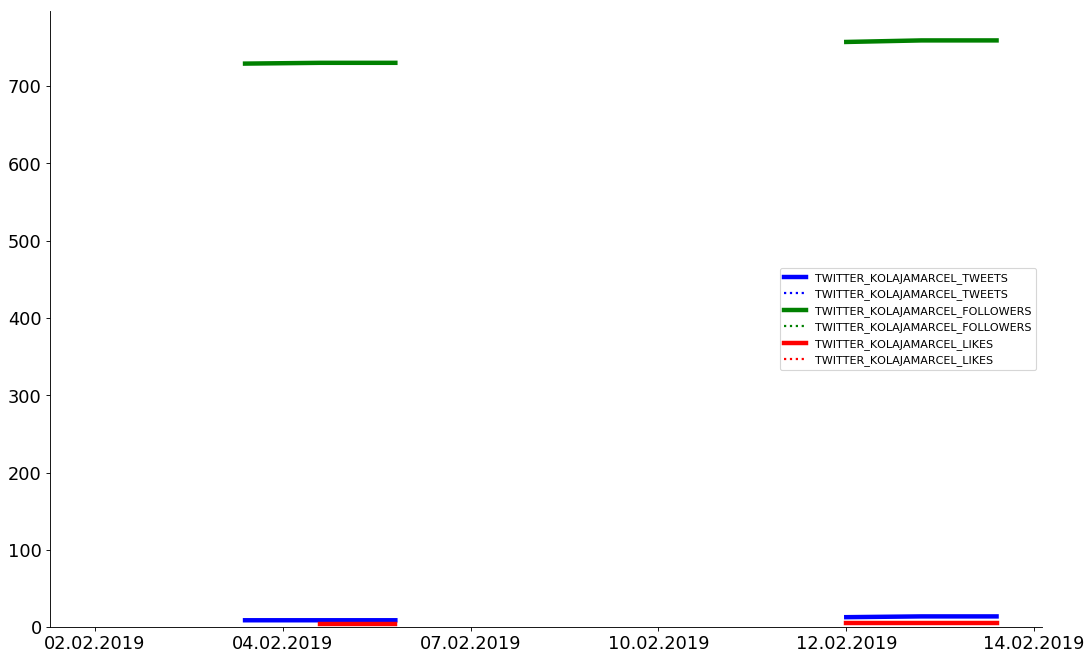 700
600
500
400
300
200
100
0
TWITTER_KOLAJAMARCEL_TWEETS
TWITTER_KOLAJAMARCEL_TWEETS
TWITTER_KOLAJAMARCEL_FOLLOWERS
TWITTER_KOLAJAMARCEL_FOLLOWERS
TWITTER_KOLAJAMARCEL_LIKES
TWITTER_KOLAJAMARCEL_LIKES
02.02.2019 04.02.2019 07.02.2019 10.02.2019 12.02.2019 14.02.2019